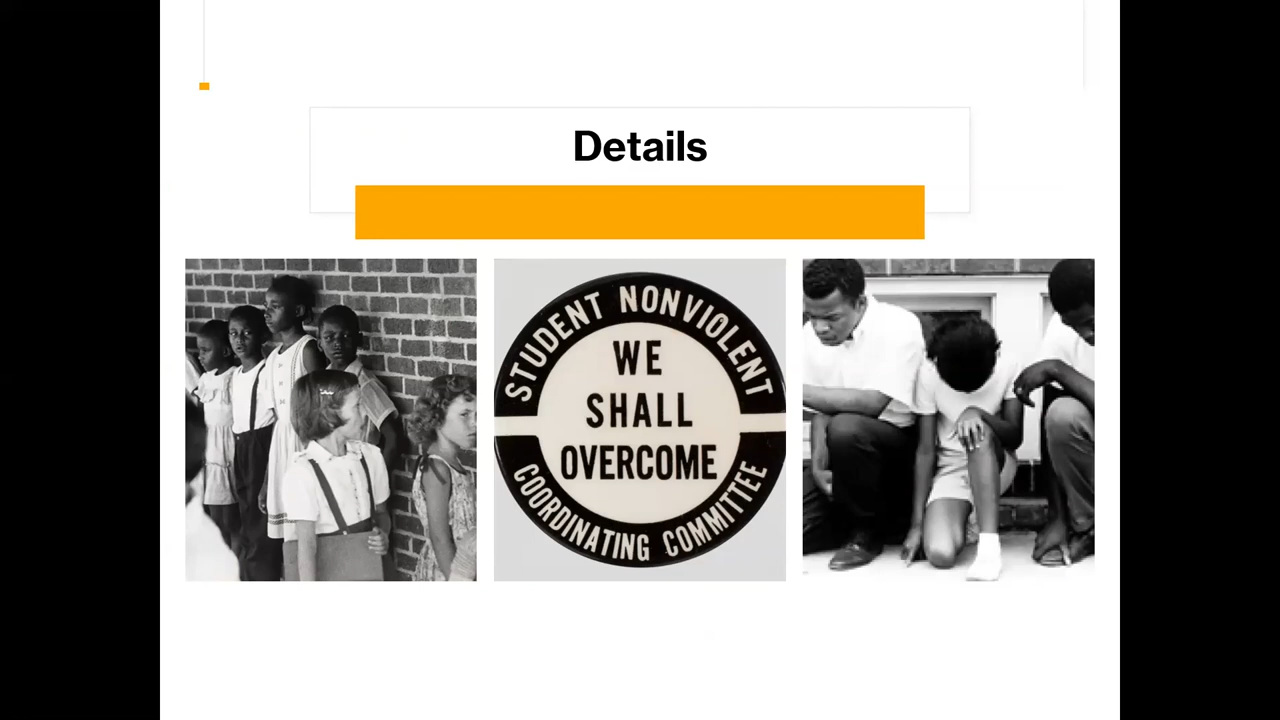 Details
STUDENT NONVIOLENT
WE
SHALL
OVERCOME
COORDINATING COMMITTEE